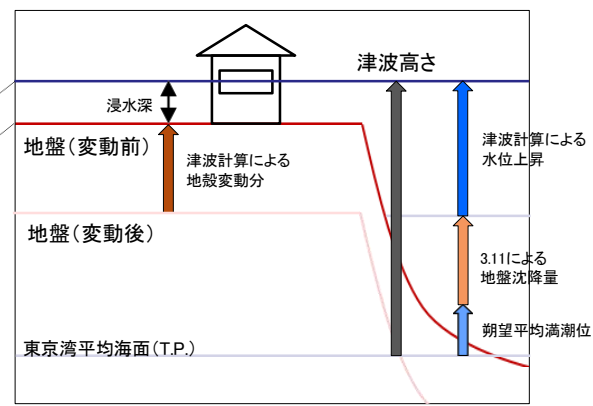 津波高さ
浸水深
地盤(変動前)
津波計算による
地殻変動分
津波計算による
水位上昇
地盤(変動後)
3.11による
地盤沈降量
朔望平均満潮位
東京湾平均海面(T.P.)